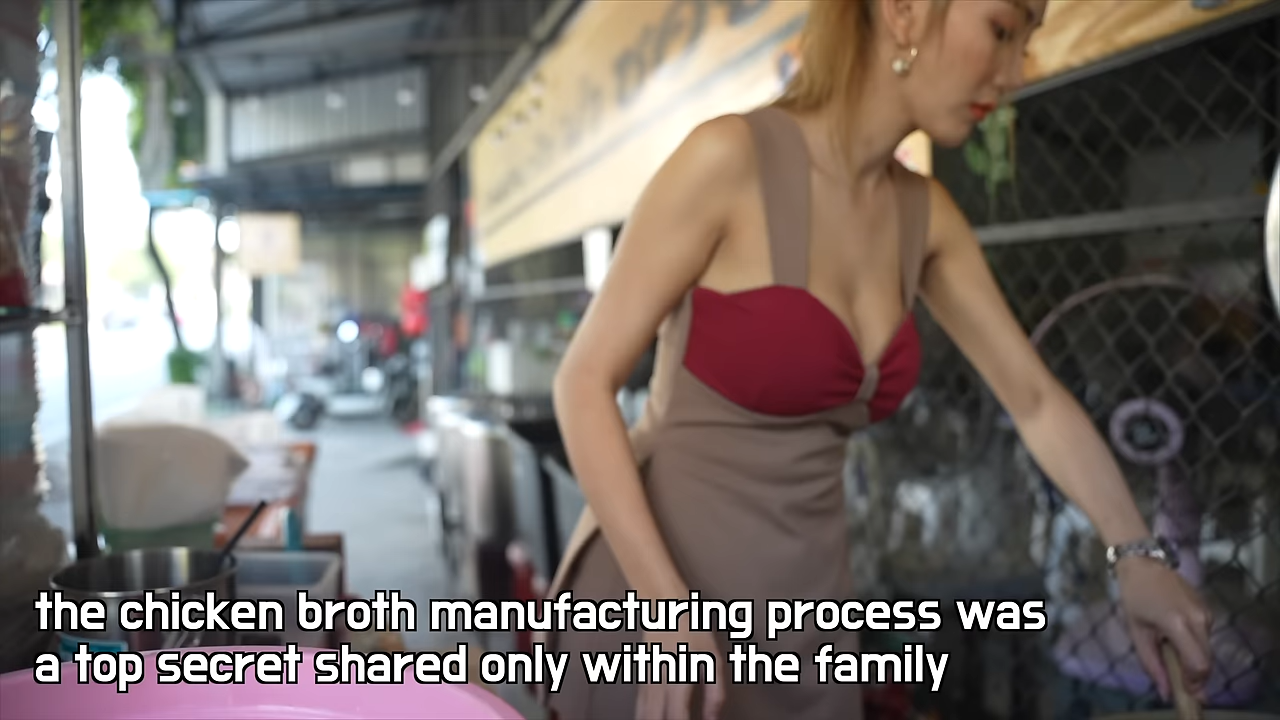 the chicken broth manufacturing process was
a top secret shared only within the family